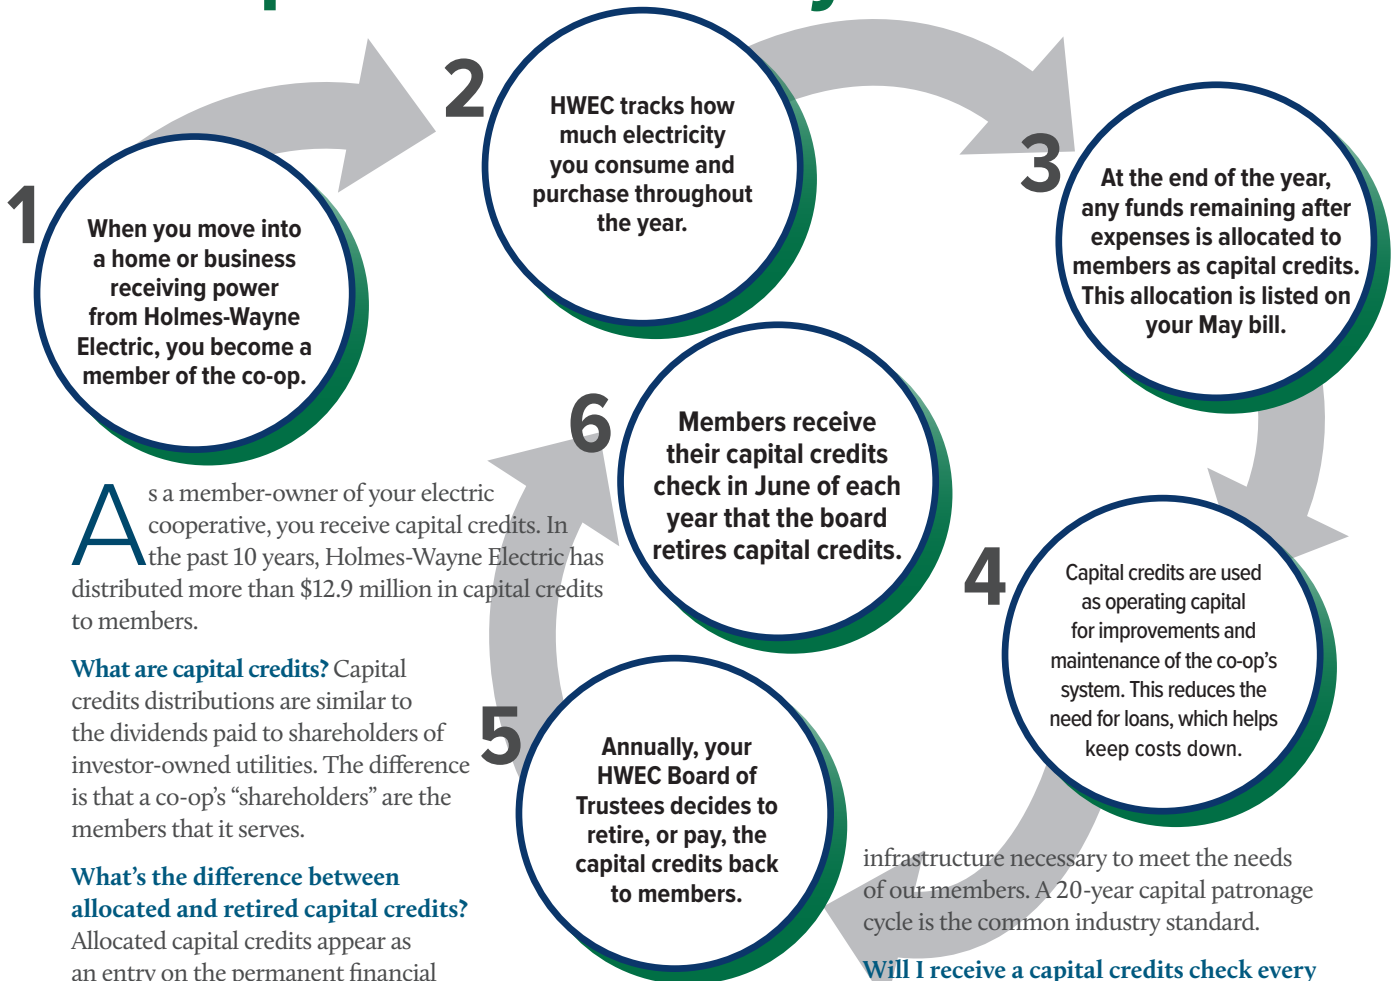 1
When you move into
a home or business
receiving power
from Holmes-Wayne
Electric, you become a
member of the co-op.
2
HWEC tracks how
much electricity
you consume and
purchase throughout
the year.
3
At the end of the year,
any funds remaining after
expenses is allocated to
members as capital credits.
This allocation is listed on
your May bill.
4
Capital credits are used
as operating capital
for improvements and
maintenance of the co-op’s
system. This reduces the
need for loans, which helps
keep costs down.
5
Annually, your
HWEC Board of
Trustees decides to
retire, or pay, the
capital credits back
to members.
6
Members receive
their capital credits
check in June of each
year that the board
retires capital credits.
As a member-owner of your electric
cooperative, you receive capital credits. In
the past 10 years, Holmes-Wayne Electric has
distributed more than $12.9 million in capital credits
to members.
What are capital credits? Capital
credits distributions are similar to
the dividends paid to shareholders of
investor-owned utilities. The difference
is that a co-op’s “shareholders” are the
members that it serves.
What’s the difference between
allocated and retired capital credits?
Allocated capital credits appear as
an entry on the permanent financial
infrastructure necessary to meet the needs
of our members. A 20-year capital patronage
cycle is the common industry standard.
Will I receive a capital credits check every